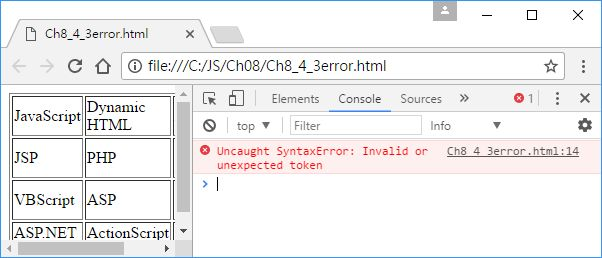 Ch8_4_3error.html
file:///C:/JS/Ch08/Ch8_4_3error.html
JavaScript Dynamic HTML
JSP PHP
VBScript ASP
ASP.NET ActionScript
Elements Console Sources » 1
top Filter Info
Uncaught SyntaxError: Invalid or Ch8_4_3error.html:14
unexpected token